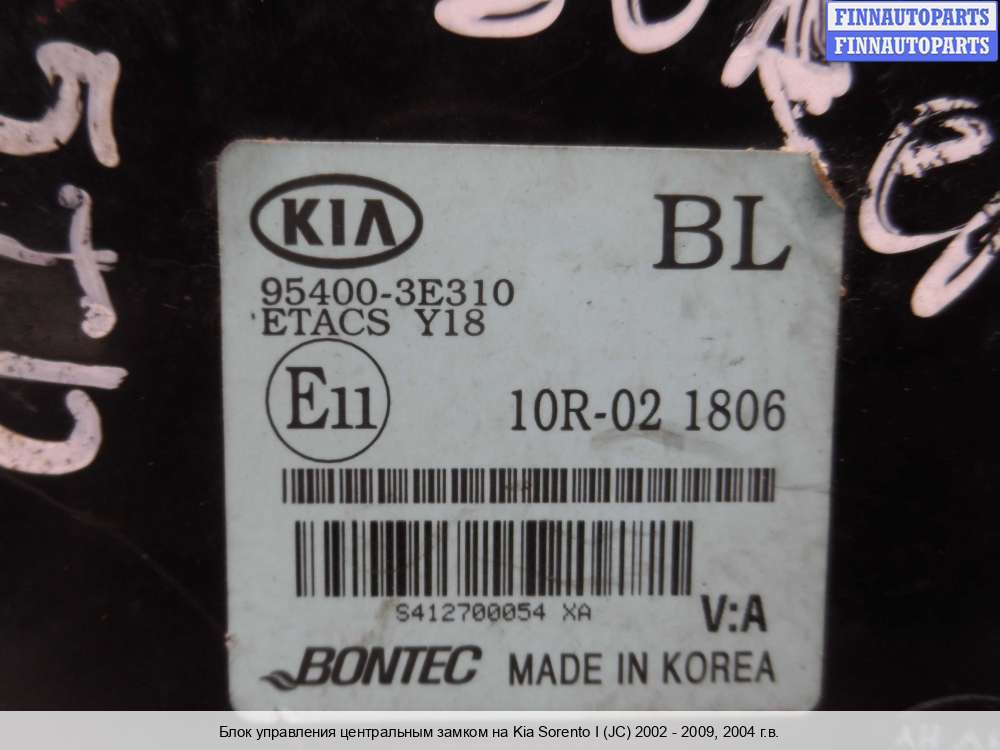 FINNAUTOPARTS
FINNAUTOPARTS
KIA
BL
95400-3E310
ETACS Y18
E11
10R-02 1806
S412700054 XA
V:A
BONTEC MADE IN KOREA
Блок управления центральным замком на Kia Sorento I (JC) 2002 - 2009, 2004 г.в.